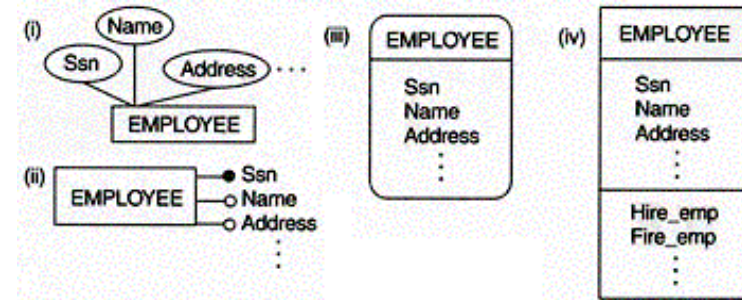 (i)
Name
Ssn
Address ...
EMPLOYEE
(ii)
EMPLOYEE
Ssn
Name
Address
(iii)
EMPLOYEE
Ssn
Name
Address
(iv)
EMPLOYEE
Ssn
Name
Address
Hire_emp
Fire_emp